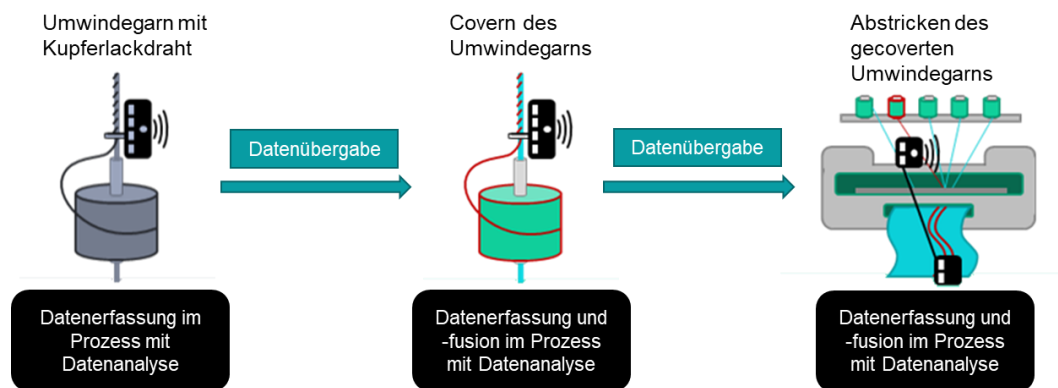 Umwindegarn mit
Kupferlackdraht
Covern des
Umwindegarns
Abstricken des
gecoverten
Umwindegarns
Datenübergabe
Datenübergabe
Datenerfassung im
Prozess mit
Datenanalyse
Datenerfassung und
-fusion im Prozess
mit Datenanalyse
Datenerfassung und
-fusion im Prozess
mit Datenanalyse